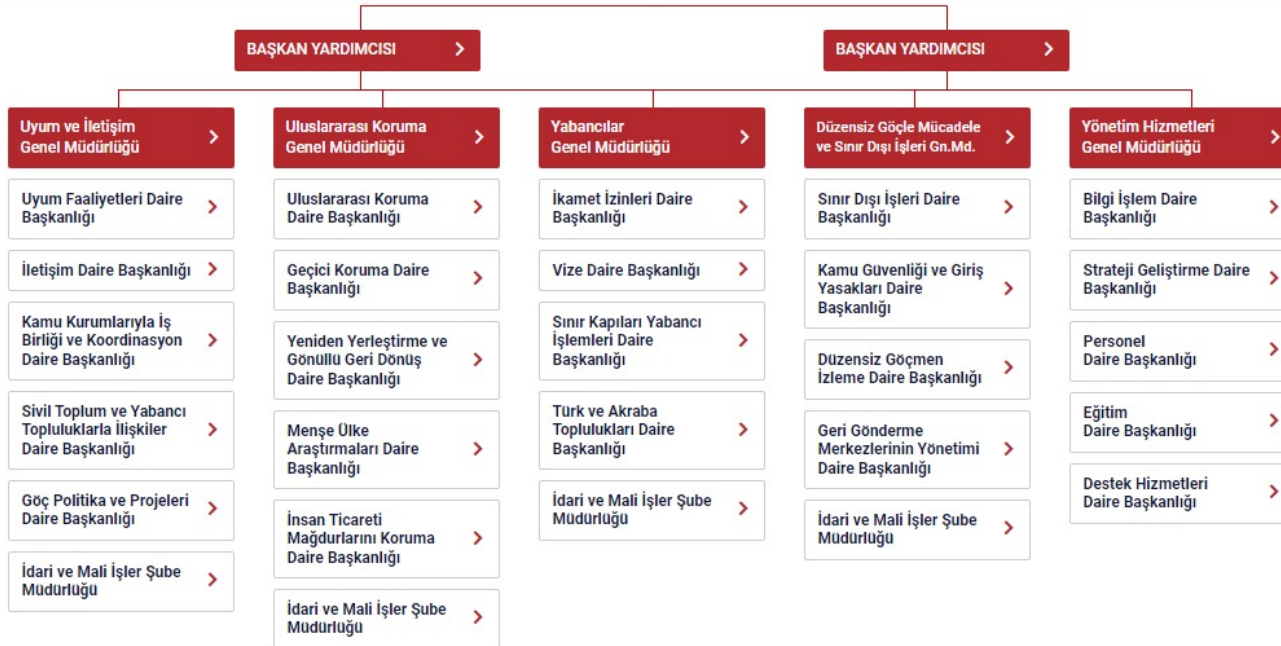 BAŞKAN YARDIMCISI
BAŞKAN YARDIMCISI
Uyum ve İletişim
Genel Müdürlüğü
Uyum Faaliyetleri Daire
Başkanlığı
İletişim Daire Başkanlığı
Kamu Kurumlarıyla İş
Birliği ve Koordinasyon
Daire Başkanlığı
Sivil Toplum ve Yabancı
Topluluklarla İlişkiler
Daire Başkanlığı
Göç Politika ve Projeleri
Daire Başkanlığı
İdari ve Mali İşler Şube
Müdürlüğü
Uluslararası Koruma
Genel Müdürlüğü
Uluslararası Koruma
Daire Başkanlığı
Geçici Koruma Daire
Başkanlığı
Yeniden Yerleştirme ve
Gönüllü Geri Dönüş
Daire Başkanlığı
Menşe Ülke
Araştırmaları Daire
Başkanlığı
İnsan Ticareti
Mağdurlarını Koruma
Daire Başkanlığı
İdari ve Mali İşler Şube
Müdürlüğü
Yabancılar
Genel Müdürlüğü
İkamet İzinleri Daire
Başkanlığı
Vize Daire Başkanlığı
Sınır Kapıları Yabancı
İşlemleri Daire
Başkanlığı
Türk ve Akraba
Toplulukları Daire
Başkanlığı
İdari ve Mali İşler Şube
Müdürlüğü
Düzensiz Göçle Mücadele
ve Sınır Dışı İşleri Gn.Md.
Sınır Dışı İşleri Daire
Başkanlığı
Kamu Güvenliği ve Giriş
Yasakları Daire
Başkanlığı
Düzensiz Göçmen
İzleme Daire Başkanlığı
Geri Gönderme
Merkezlerinin Yönetimi
Daire Başkanlığı
İdari ve Mali İşler Şube
Müdürlüğü
Yönetim Hizmetleri
Genel Müdürlüğü
Bilgi İşlem Daire
Başkanlığı
Strateji Geliştirme Daire
Başkanlığı
Personel
Daire Başkanlığı
Eğitim
Daire Başkanlığı
Destek Hizmetleri
Daire Başkanlığı